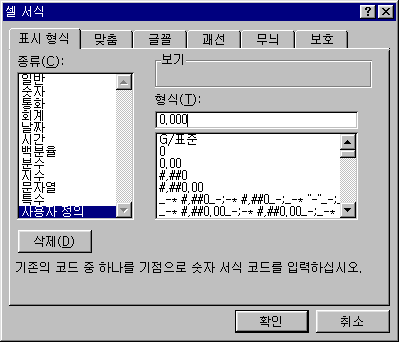 셀 서식
표시 형식 맞춤 글꼴 괘선 무늬 보호
종류(C):
일반
숫자
통화
회계
날짜
시간
백분율
분수
지수
문자열
특수
사용자 정의
보기
형식(T):
0.000
G/표준
0
0.00
#,##0
#,##0.00
_-* #,##0_-;-* #,##0_-;_-* "-"_-;_
_-* #,##0.00_-;-* #,##0.00_-;_-*
삭제(D)
기존의 코드 중 하나를 기점으로 숫자 서식 코드를 입력하십시오.
확인 취소